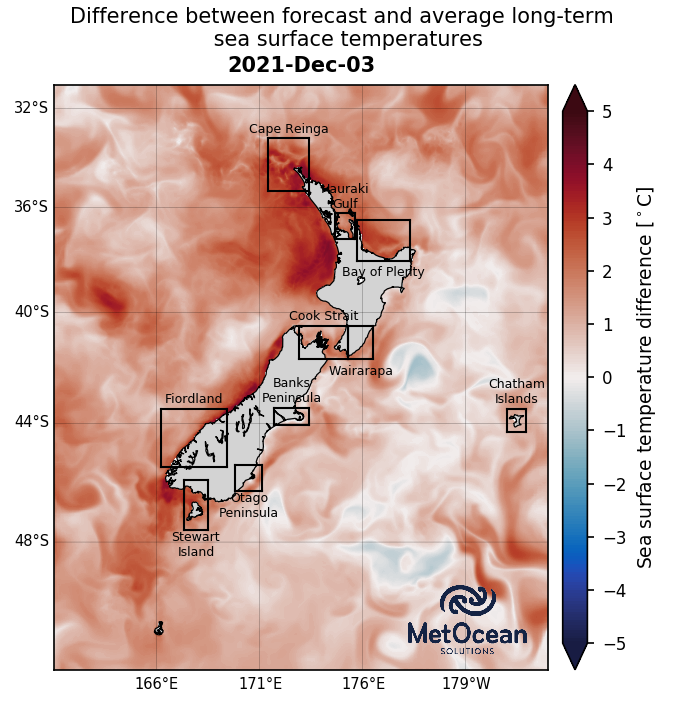 Difference between forecast and average long-term
sea surface temperatures
2021-Dec-03
32°S
36°S
40°S
44°S
48°S
166°E
171°E
176°E
179°W
Cape Reinga
Hauraki
Gulf
Bay of Plenty
Cook Strait
Wairarapa
Banks
Peninsula
Fiordland
Chatham
Islands
Otago
Peninsula
Stewart
Island
MetOcean
SOLUTIONS
5
4
3
2
1
0
−1
−2
−3
−4
−5
Sea surface temperature difference [°C]